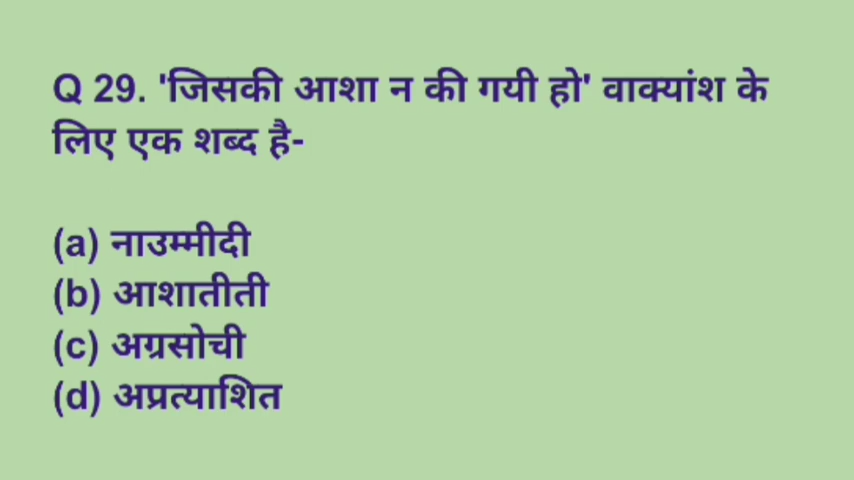 Q 29. 'जिसकी आशा न की गयी हो' वाक्यांश के
लिए एक शब्द है-
(a) नाउम्मीदी
(b) आशातीती
(c) अग्रसोची
(d) अप्रत्याशित